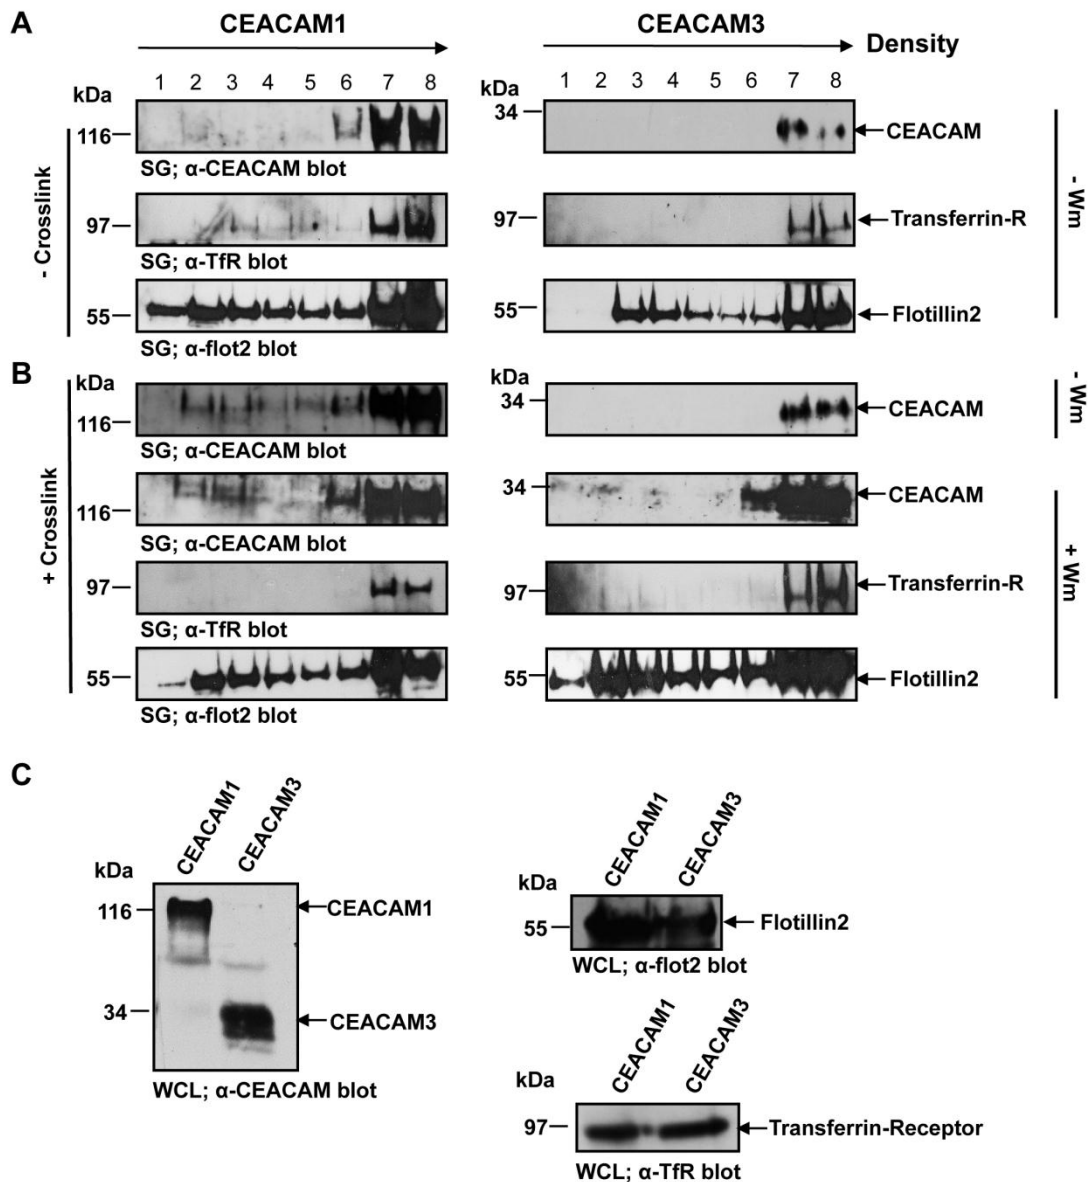 A
CEACAM1
CEACAM3
Density
kDa 1 2 3 4 5 6 7 8
kDa 1 2 3 4 5 6 7 8
- Crosslink
116
SG; α-CEACAM blot
34
CEACAM
97
SG; α-TfR blot
97
Transferrin-R
55
SG; α-flot2 blot
55
Flotillin2
- Wm
B
+ Crosslink
kDa
116
SG; α-CEACAM blot
kDa
34
CEACAM
- Wm
116
SG; α-CEACAM blot
34
CEACAM
97
SG; α-TfR blot
97
Transferrin-R
55
SG; α-flot2 blot
55
Flotillin2
+ Wm
C
CEACAM1
CEACAM3
kDa
116
CEACAM1
34
CEACAM3
WCL; α-CEACAM blot
CEACAM1
CEACAM3
kDa
55
Flotillin2
WCL; α-flot2 blot
CEACAM1
CEACAM3
kDa
97
Transferrin-Receptor
WCL; α-TfR blot